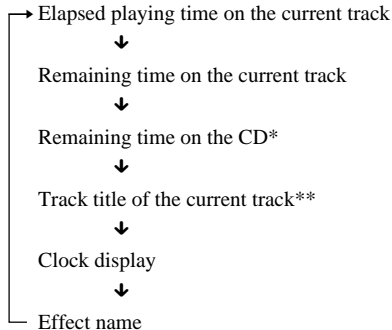 Elapsed playing time on the current track
Remaining time on the current track
Remaining time on the CD*
Track title of the current track**
Clock display
Effect name